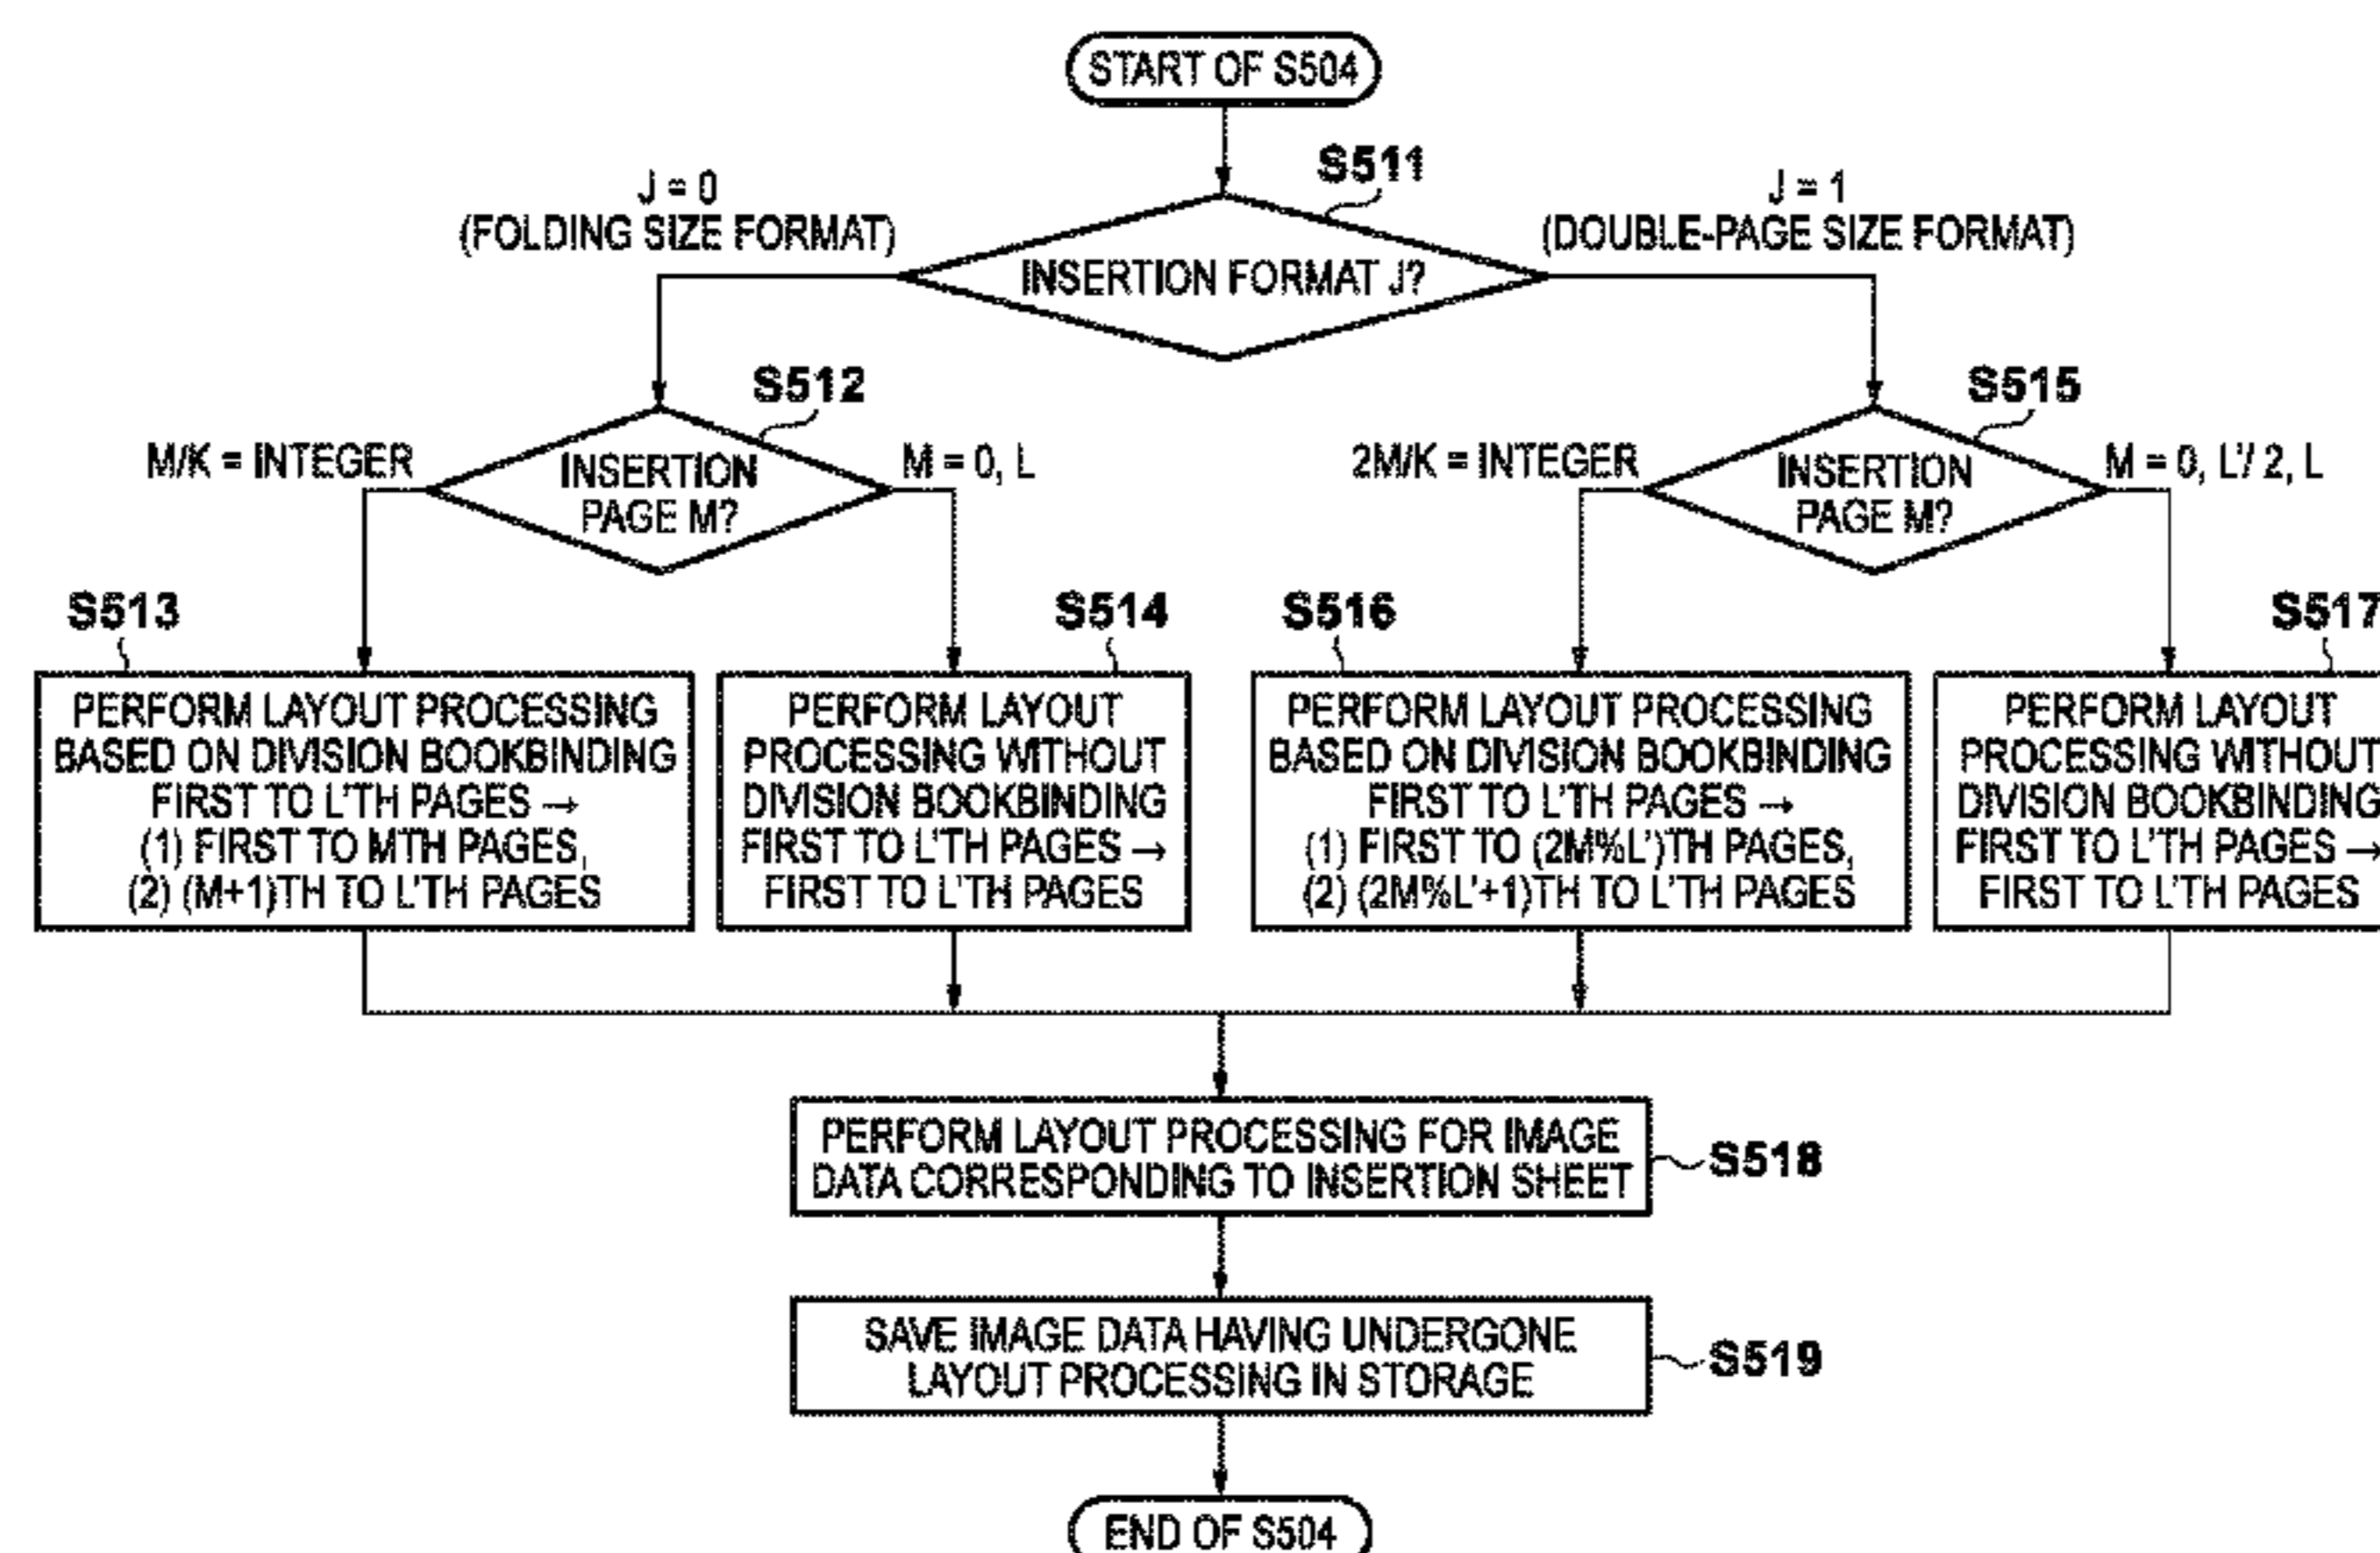 START OF S504
S511
J = 0
(FOLDING SIZE FORMAT)
J = 1
(DOUBLE-PAGE SIZE FORMAT)
INSERTION FORMAT J?
S512
M/K = INTEGER
INSERTION
PAGE M?
M = 0, L
S515
2M/K = INTEGER
INSERTION
PAGE M?
M = 0, L'/ 2, L
S513
PERFORM LAYOUT PROCESSING
BASED ON DIVISION BOOKBINDING
FIRST TO L'TH PAGES →
(1) FIRST TO MTH PAGES,
(2) (M+1)TH TO L'TH PAGES
S514
PERFORM LAYOUT
PROCESSING WITHOUT
DIVISION BOOKBINDING
FIRST TO L'TH PAGES →
FIRST TO L'TH PAGES
S516
PERFORM LAYOUT PROCESSING
BASED ON DIVISION BOOKBINDING
FIRST TO L'TH PAGES →
(1) FIRST TO (2M%L')TH PAGES,
(2) (2M%L'+1)TH TO L'TH PAGES
S517
PERFORM LAYOUT
PROCESSING WITHOUT
DIVISION BOOKBINDING
FIRST TO L'TH PAGES →
FIRST TO L'TH PAGES
PERFORM LAYOUT PROCESSING FOR IMAGE
DATA CORRESPONDING TO INSERTION SHEET
S518
SAVE IMAGE DATA HAVING UNDERGONE
LAYOUT PROCESSING IN STORAGE
S519
END OF S504